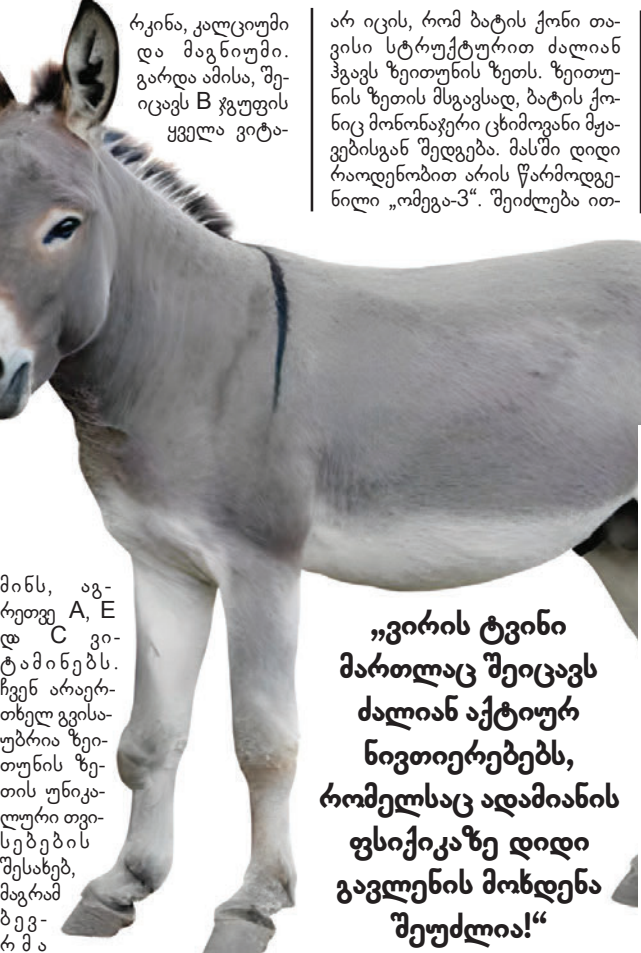 რკინა, კალციუმი
და მაგნიუმი.
გარდა ამისა, შე-
იცავს B ჯგუფის
ყველა ვიტა-
მინს, აგ-
რეთვე A, E
და C ვი-
ტამინებს.
ჩვენ არაერ-
თხელ გვისა-
უბრია ზეი-
თუნის ზე-
თის უნიკა-
ლური თვი-
სებების
შესახებ,
მაგრამ
ბევ-
რმა
არ იცის, რომ ბატის ქონი თა-
ვისი სტრუქტურით ძალიან
ჰგავს ზეითუნის ზეთს. ზეითუ-
ნის ზეთის მსგავსად, ბატის ქო-
ნიც მონონაჯერი ცხიმოვანი მჟა-
ვებისგან შედგება. მასში დიდი
რაოდენობით არის წარმოდგე-
ნილი „ომეგა-3“. შეიძლება ით-
„ვირის ტვინი
მართლაც შეიცავს
ძალიან აქტიურ
ნივთიერებებს,
რომელსაც ადამიანის
ფსიქიკაზე დიდი
გავლენის მოხდენა
შეუძლია!“